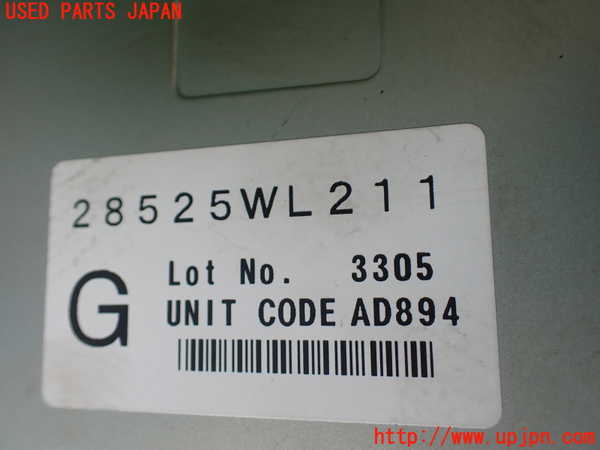 USED PARTS JAPAN
28525WL211
G
Lot No. 3305
UNIT CODE AD894
http://www.upjpn.com/